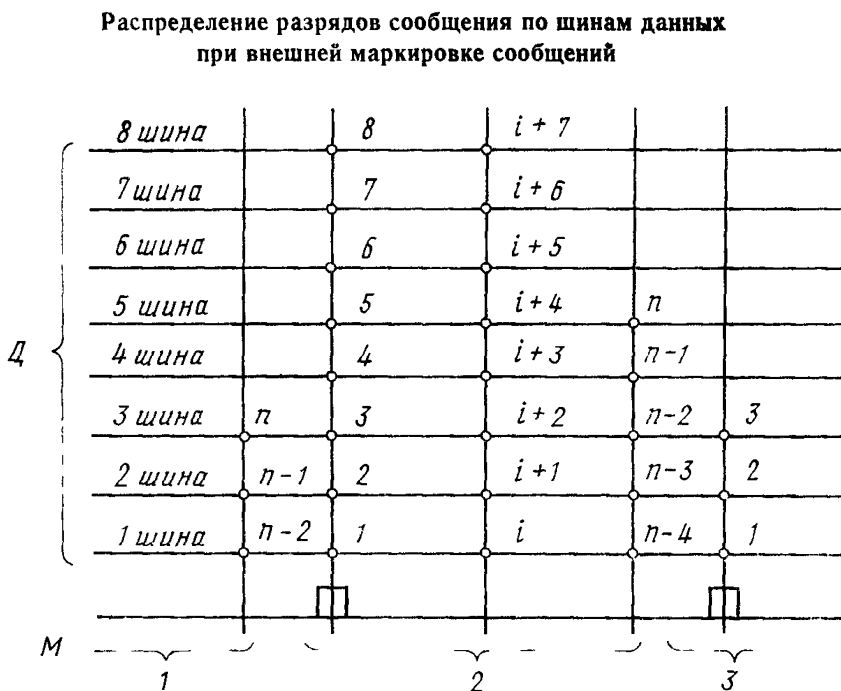 Распределение разрядов сообщения по шинам данных
при внешней маркировке сообщений
8 шина 8 i + 7
7 шина 7 i + 6
6 шина 6 i + 5
5 шина 5 i + 4 n
4 шина 4 i + 3 n-1
3 шина n 3 i + 2 n-2 3
2 шина n-1 2 i + 1 n-3 2
1 шина n-2 1 i n-4 1
Д
М
1 2 3